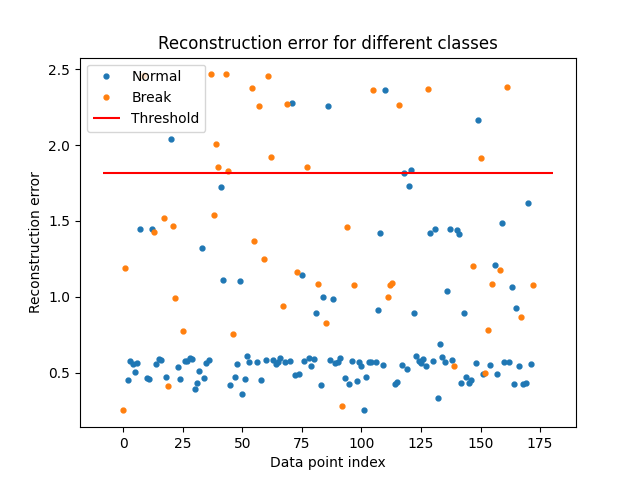 Reconstruction error for different classes
Normal
Break
Threshold
Reconstruction error
2.5
2.0
1.5
1.0
0.5
0
25
50
75
100
125
150
175
Data point index